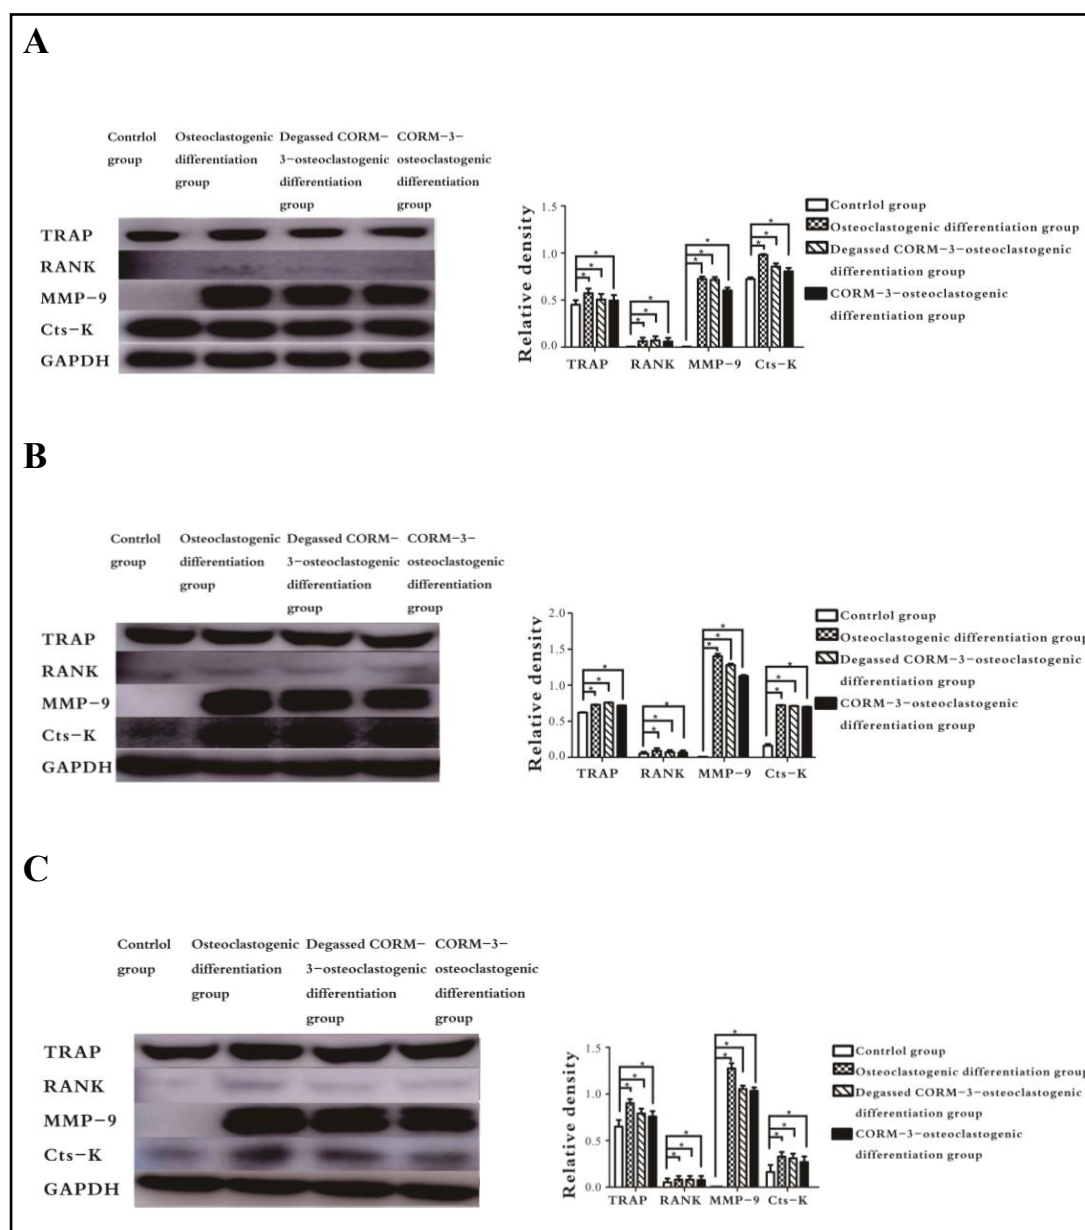 A
Contrlol Osteoclastogenic Degassed CORM− CORM−3−
group differentiation 3−osteoclastogenic osteoclastogenic
group differentiation differentiation
group group
TRAP
RANK
MMP−9
Cts−K
GAPDH
Relative density
1.5
1.0
0.5
0.0
* * *
* * *
* * *
* * *
TRAP RANK MMP−9 Cts−K
Contrlol group
Osteoclastogenic differentiation group
Degassed CORM−3−osteoclastogenic
differentiation group
CORM−3−osteoclastogenic
differentiation group
B
Contrlol Osteoclastogenic Degassed CORM− CORM−3−
group differentiation 3−osteoclastogenic osteoclastogenic
group differentiation differentiation
group group
TRAP
RANK
MMP−9
Cts−K
GAPDH
Relative density
2.0
1.5
1.0
0.5
0.0
* * *
* * *
* * *
* * *
TRAP RANK MMP−9 Cts−K
Contrlol group
Osteoclastogenic differentiation group
Degassed CORM−3−osteoclastogenic
differentiation group
CORM−3−osteoclastogenic
differentiation group
C
Contrlol Osteoclastogenic Degassed CORM− CORM−3−
group differentiation 3−osteoclastogenic osteoclastogenic
group differentiation differentiation
group group
TRAP
RANK
MMP−9
Cts−K
GAPDH
Relative density
1.5
1.0
0.5
0.0
* * *
* * *
* * *
* * *
TRAP RANK MMP−9 Cts−K
Contrlol group
Osteoclastogenic differentiation group
Degassed CORM−3−osteoclastogenic
differentiation group
CORM−3−osteoclastogenic
differentiation group